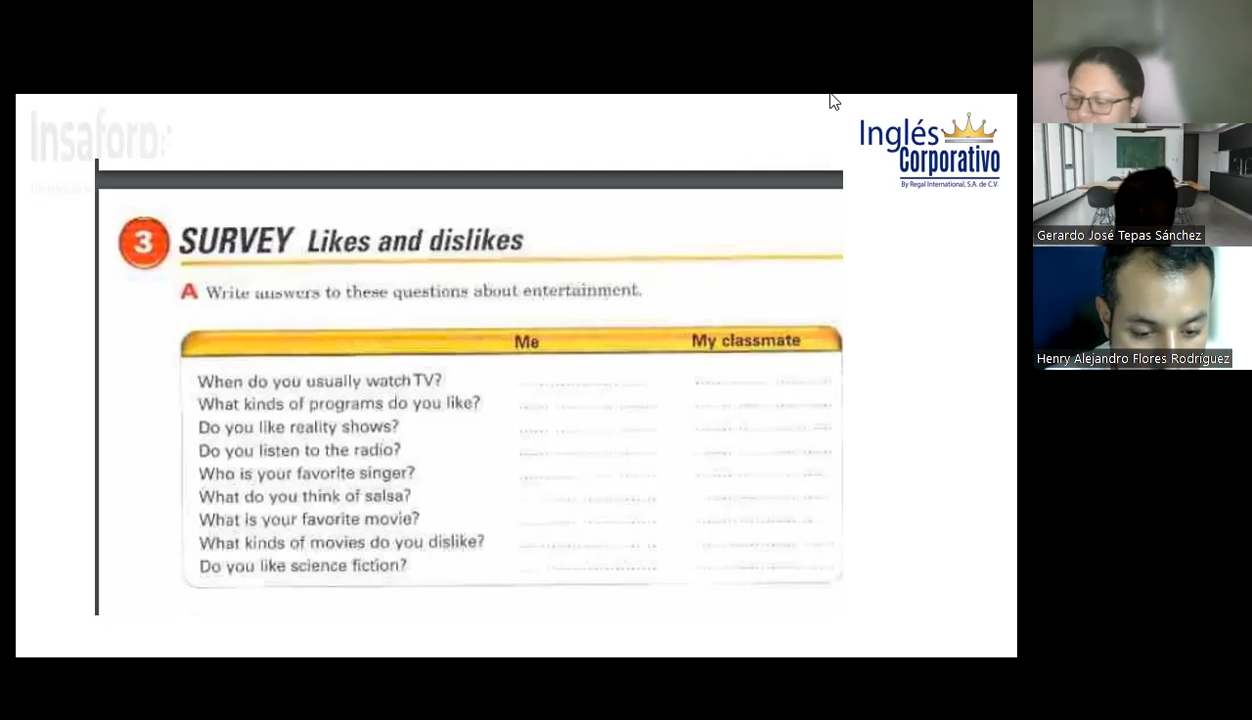 Insaforp
Inglés
Corporativo
By Regal International, S.A. de C.V.
3 SURVEY Likes and dislikes
A Write answers to these questions about entertainment.
Me My classmate
When do you usually watch TV?
What kinds of programs do you like?
Do you like reality shows?
Do you listen to the radio?
Who is your favorite singer?
What do you think of salsa?
What is your favorite movie?
What kinds of movies do you dislike?
Do you like science fiction?
Gerardo José Tepas Sánchez
Henry Alejandro Flores Rodríguez